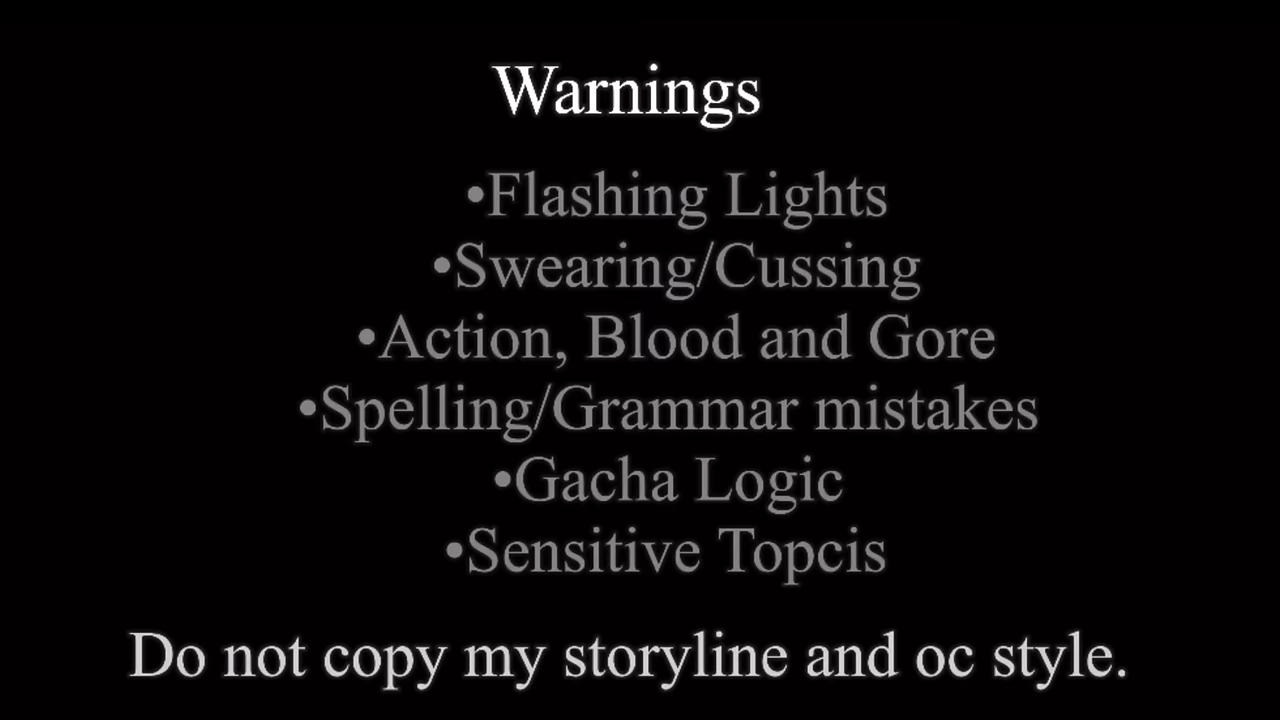 Warnings
•Flashing Lights
•Swearing/Cussing
•Action, Blood and Gore
•Spelling/Grammar mistakes
•Gacha Logic
•Sensitive Topcis
Do not copy my storyline and oc style.